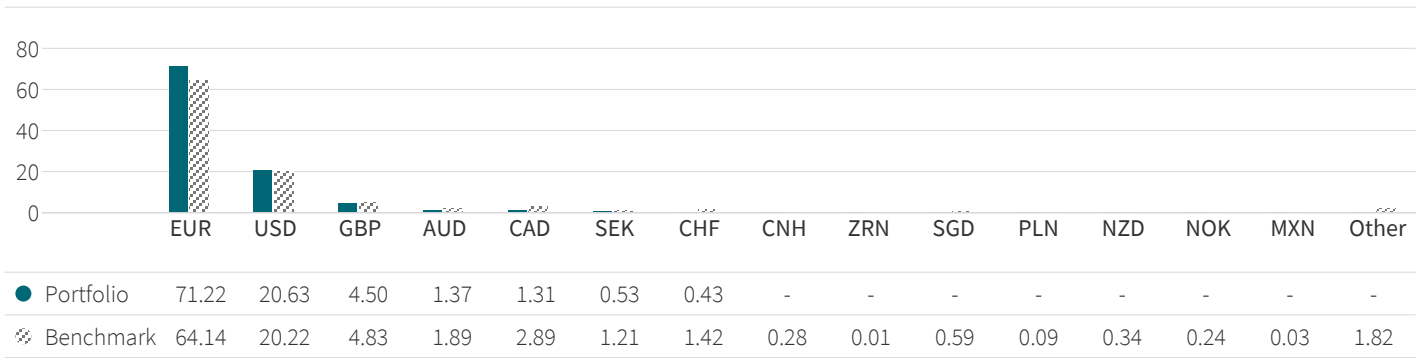 80
60
40
20
0
EUR USD GBP AUD CAD SEK CHF CNH ZRN SGD PLN NZD NOK MXN Other
Portfolio 71.22 20.63 4.50 1.37 1.31 0.53 0.43 - - - - - - - -
Benchmark 64.14 20.22 4.83 1.89 2.89 1.21 1.42 0.28 0.01 0.59 0.09 0.34 0.24 0.03 1.82